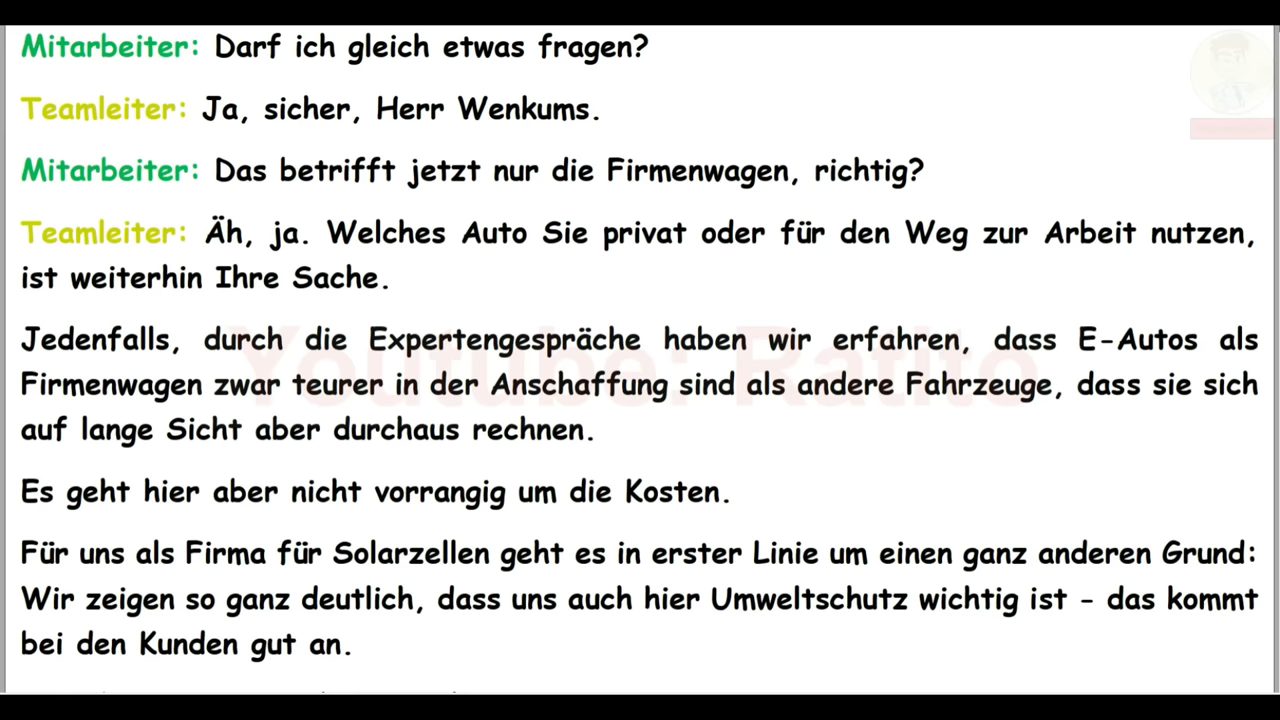 Mitarbeiter: Darf ich gleich etwas fragen?
Teamleiter: Ja, sicher, Herr Wenkums.
Mitarbeiter: Das betrifft jetzt nur die Firmenwagen, richtig?
Teamleiter: Äh, ja. Welches Auto Sie privat oder für den Weg zur Arbeit nutzen,
ist weiterhin Ihre Sache.
Jedenfalls, durch die Expertengespräche haben wir erfahren, dass E-Autos als
Firmenwagen zwar teurer in der Anschaffung sind als andere Fahrzeuge, dass sie sich
auf lange Sicht aber durchaus rechnen.
Es geht hier aber nicht vorrangig um die Kosten.
Für uns als Firma für Solarzellen geht es in erster Linie um einen ganz anderen Grund:
Wir zeigen so ganz deutlich, dass uns auch hier Umweltschutz wichtig ist - das kommt
bei den Kunden gut an.
Youtube: Ratito